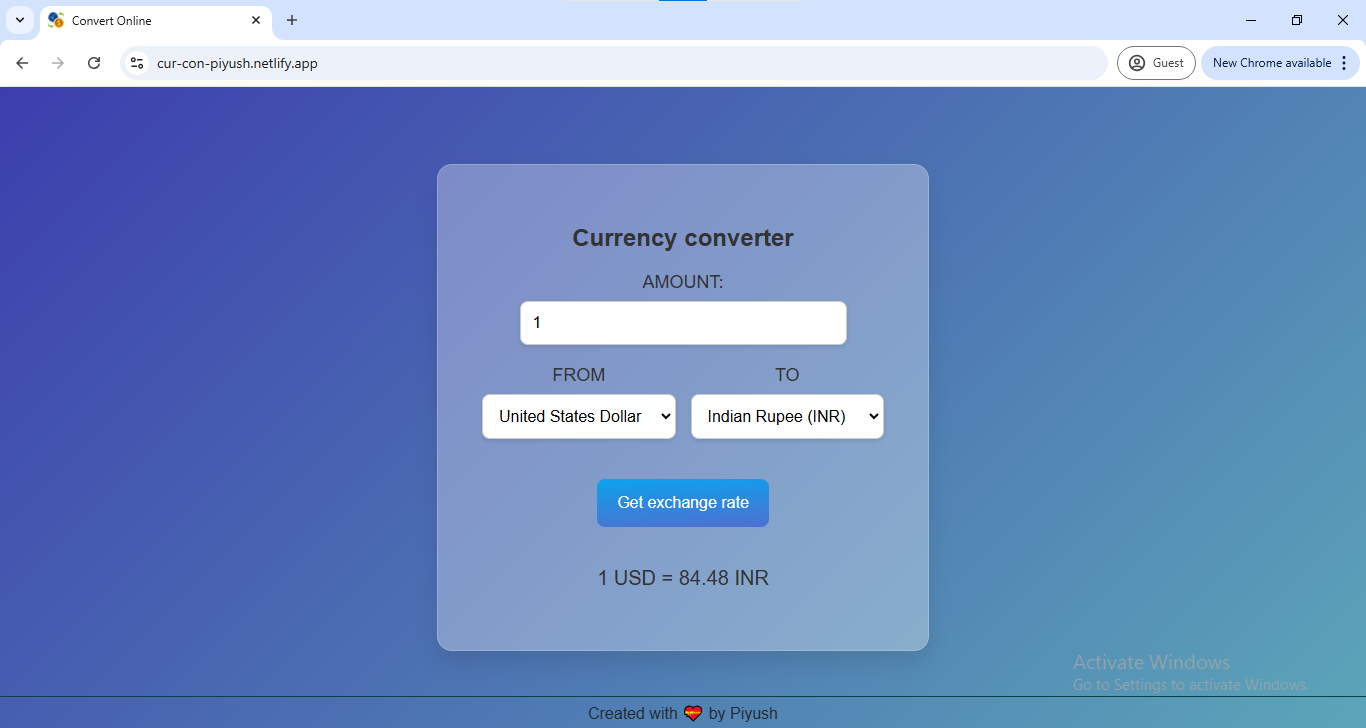 Convert Online
cur-con-piyush.netlify.app
Guest
New Chrome available
Currency converter
AMOUNT:
1
FROM TO
United States Dollar Indian Rupee (INR)
Get exchange rate
1 USD = 84.48 INR
Activate Windows
Go to Settings to activate Windows.
Created with ❤️ by Piyush